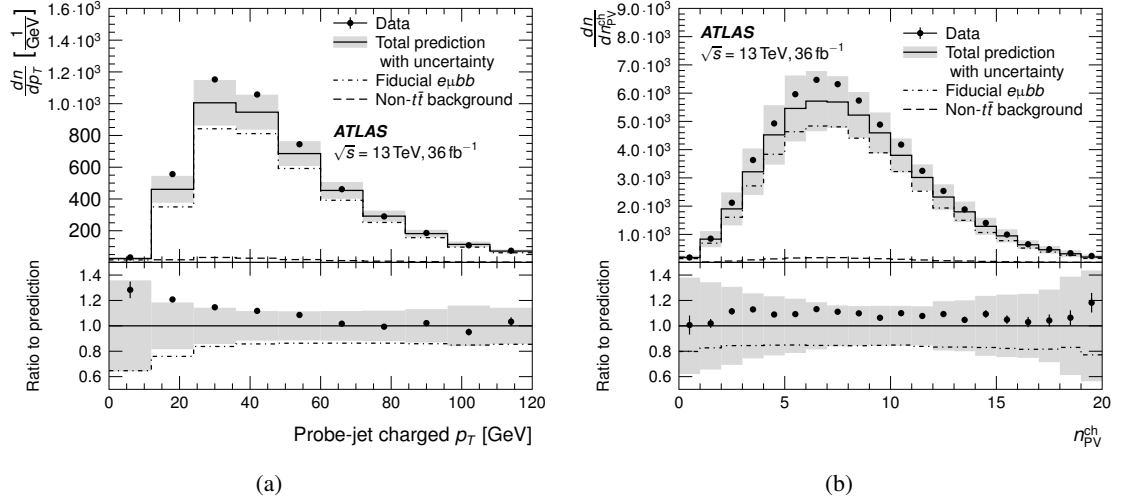 dn/dp_T [1/GeV]
1.6·10³
1.4·10³
1.2·10³
1.0·10³
800
600
400
200
Data
Total prediction
with uncertainty
Fiducial eμbb
Non-tt̄ background
ATLAS
√s = 13 TeV, 36 fb⁻¹
Ratio to prediction
1.4
1.2
1.0
0.8
0.6
0 20 40 60 80 100 120
Probe-jet charged p_T [GeV]
(a)
dn/dn_PV^ch
9.0·10³
8.0·10³
7.0·10³
6.0·10³
5.0·10³
4.0·10³
3.0·10³
2.0·10³
1.0·10³
ATLAS
√s = 13 TeV, 36 fb⁻¹
Data
Total prediction
with uncertainty
Fiducial eμbb
Non-tt̄ background
Ratio to prediction
1.4
1.2
1.0
0.8
0.6
0 5 10 15 20
n_PV^ch
(b)